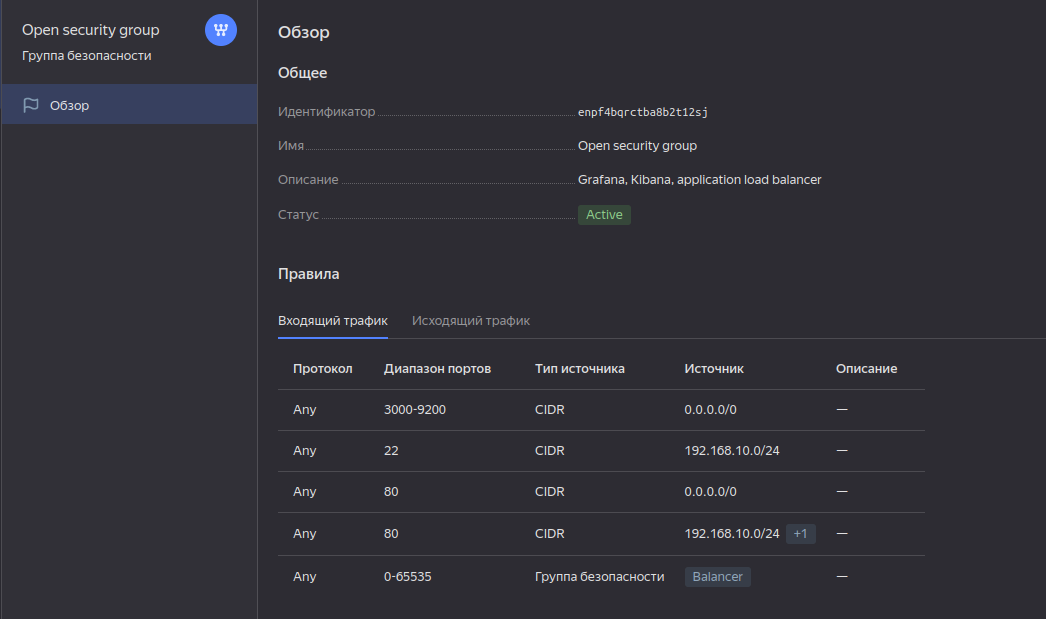 Open security group
Группа безопасности
Обзор
Обзор
Общее
Идентификатор enpf4bqrctba8b2t12sj
Имя Open security group
Описание Grafana, Kibana, application load balancer
Статус Active
Правила
Входящий трафик Исходящий трафик
Протокол Диапазон портов Тип источника Источник Описание
Any 3000-9200 CIDR 0.0.0.0/0 —
Any 22 CIDR 192.168.10.0/24 —
Any 80 CIDR 0.0.0.0/0 —
Any 80 CIDR 192.168.10.0/24 +1 —
Any 0-65535 Группа безопасности Balancer —